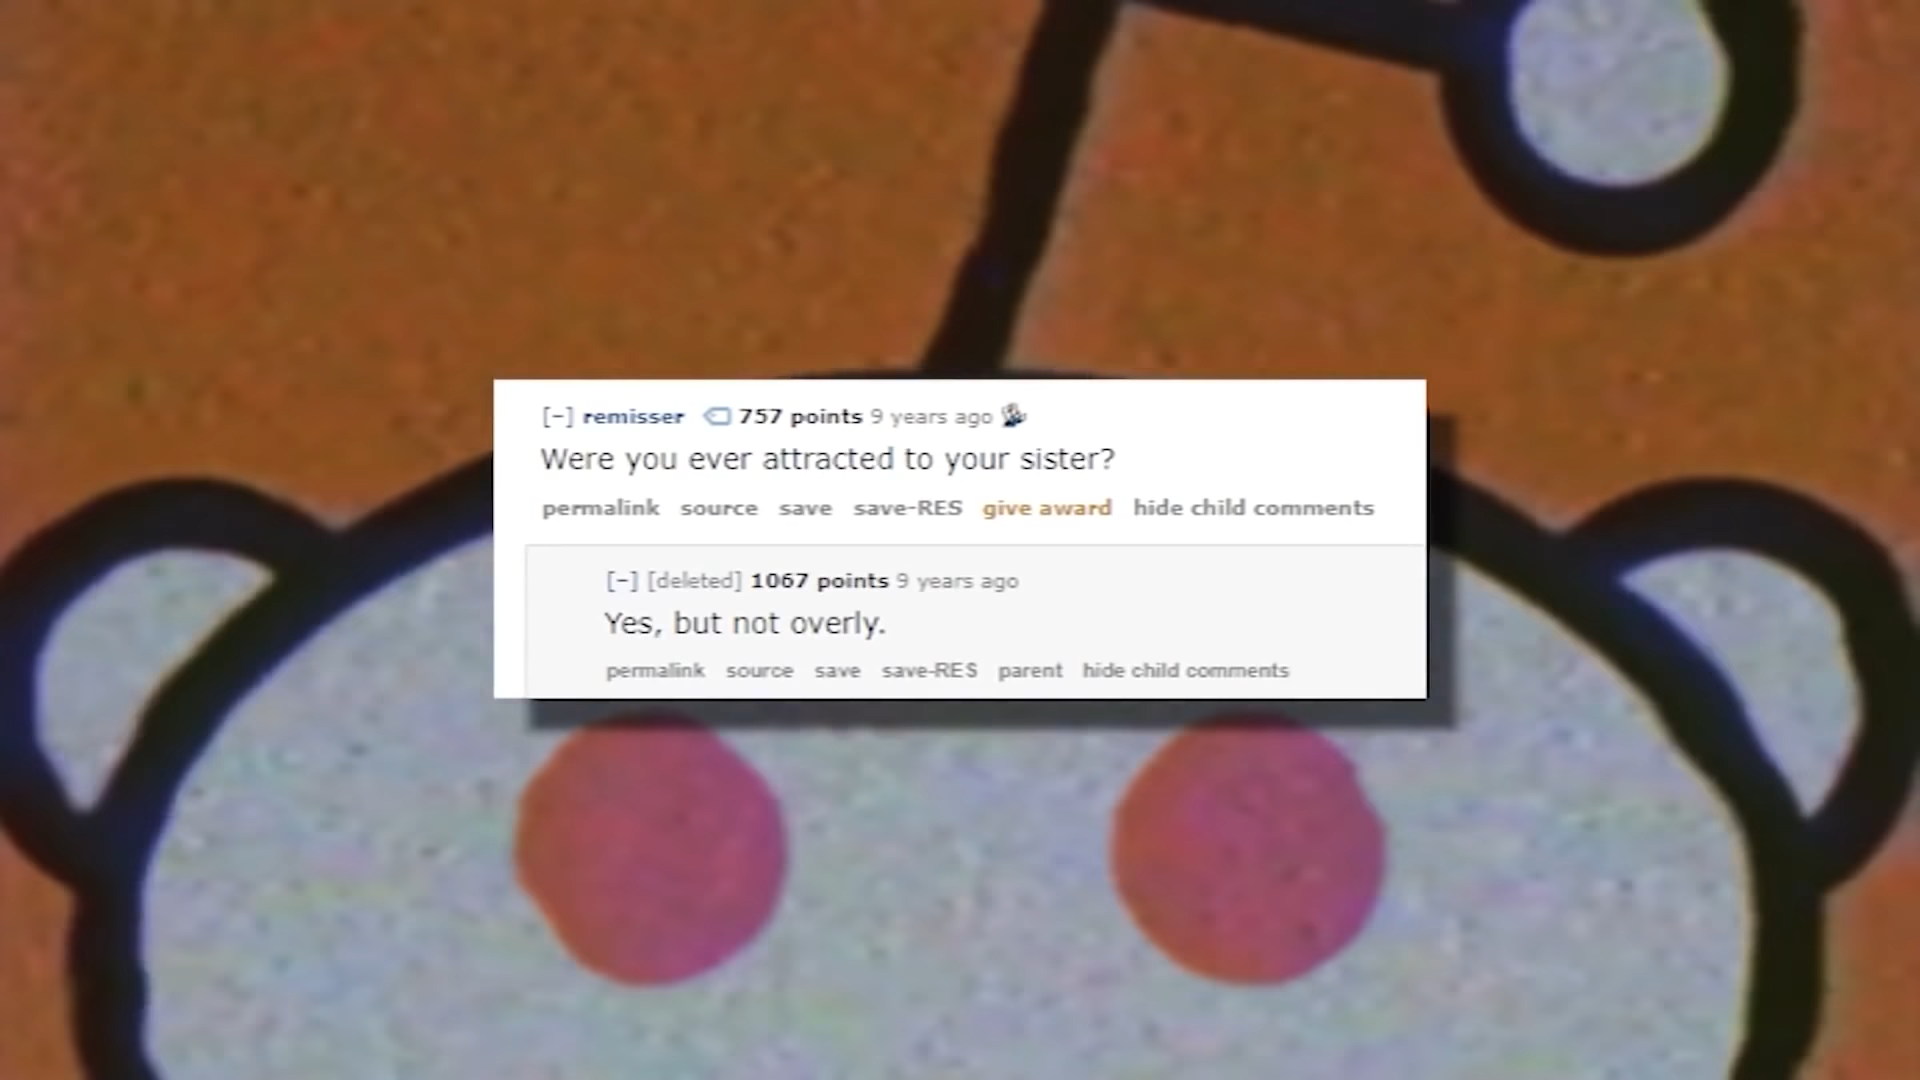 [-] remisser 757 points 9 years ago
Were you ever attracted to your sister?
permalink source save save-RES give award hide child comments
[-] [deleted] 1067 points 9 years ago
Yes, but not overly.
permalink source save save-RES parent hide child comments